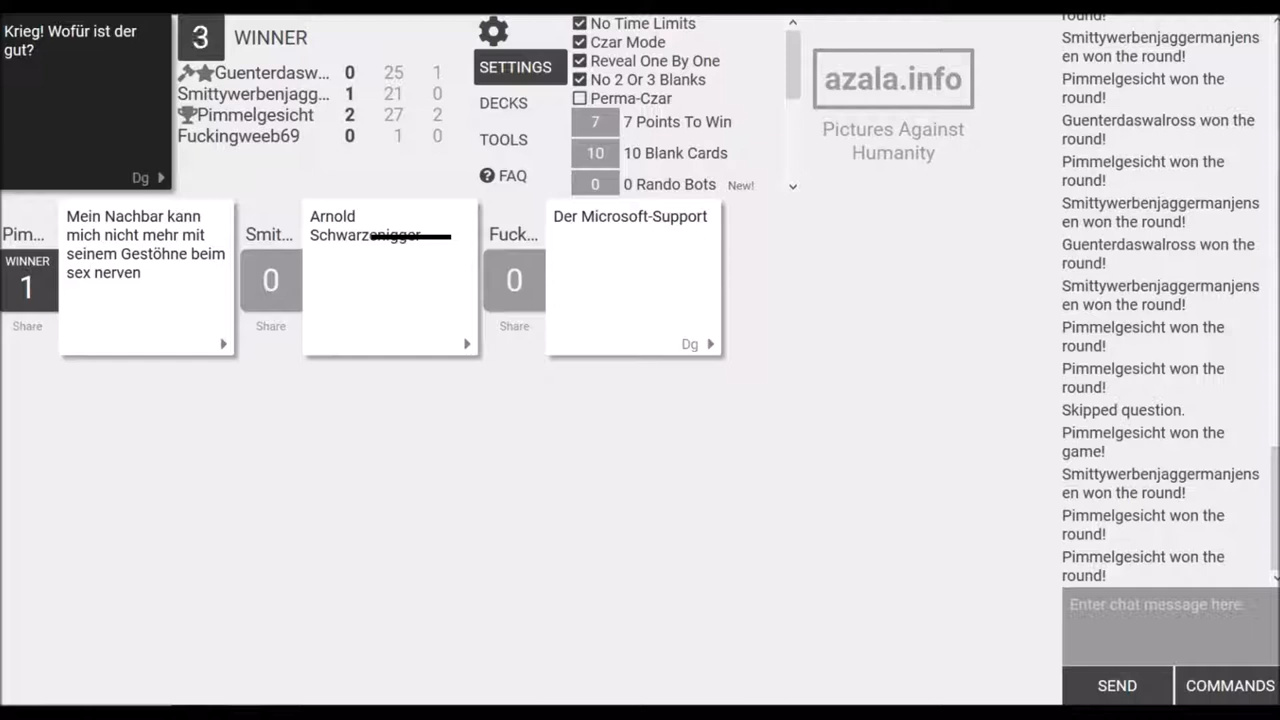 Krieg! Wofür ist der
gut?
Dg
3 WINNER
Guenterdasw... 0 25 1
Smittywerbenjagg... 1 21 0
Pimmelgesicht 2 27 2
Fuckingweeb69 0 1 0
SETTINGS
DECKS
TOOLS
? FAQ
No Time Limits
Czar Mode
Reveal One By One
No 2 Or 3 Blanks
Perma-Czar
7 7 Points To Win
10 10 Blank Cards
0 0 Rando Bots New!
azala.info
Pictures Against
Humanity
Pim...
WINNER
1
Share
Mein Nachbar kann
mich nicht mehr mit
seinem Gestöhne beim
sex nerven
Smit...
0
Share
Arnold
Schwarzenigger
Fuck...
0
Share
Der Microsoft-Support
Dg
round!
Smittywerbenjaggermanjens
en won the round!
Pimmelgesicht won the
round!
Guenterdaswalross won the
round!
Pimmelgesicht won the
round!
Smittywerbenjaggermanjens
en won the round!
Guenterdaswalross won the
round!
Smittywerbenjaggermanjens
en won the round!
Pimmelgesicht won the
round!
Pimmelgesicht won the
round!
Skipped question.
Pimmelgesicht won the
game!
Smittywerbenjaggermanjens
en won the round!
Pimmelgesicht won the
round!
Pimmelgesicht won the
round!
Enter chat message here
SEND
COMMANDS